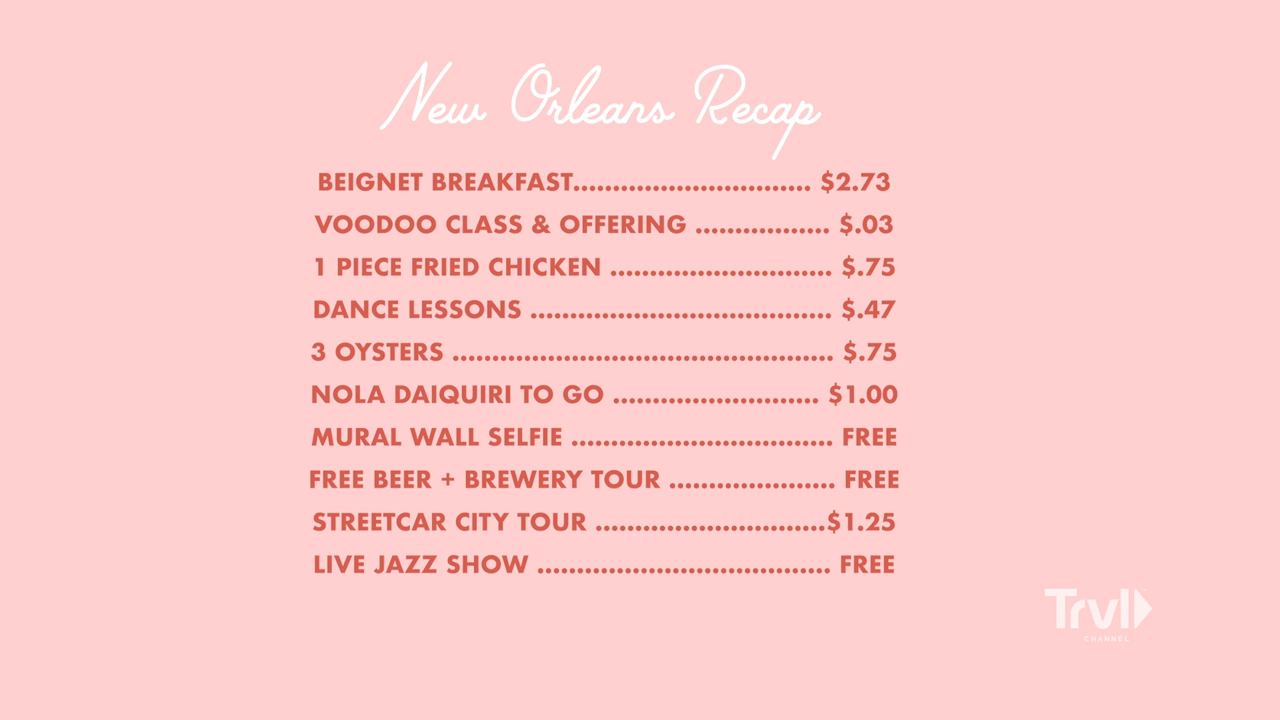 New Orleans Recap
BEIGNET BREAKFAST.............................. $2.73
VOODOO CLASS & OFFERING ................. $.03
1 PIECE FRIED CHICKEN ............................ $.75
DANCE LESSONS ...................................... $.47
3 OYSTERS ................................................ $.75
NOLA DAIQUIRI TO GO .......................... $1.00
MURAL WALL SELFIE ................................. FREE
FREE BEER + BREWERY TOUR ..................... FREE
STREETCAR CITY TOUR .............................$1.25
LIVE JAZZ SHOW ..................................... FREE
Trvl
CHANNEL